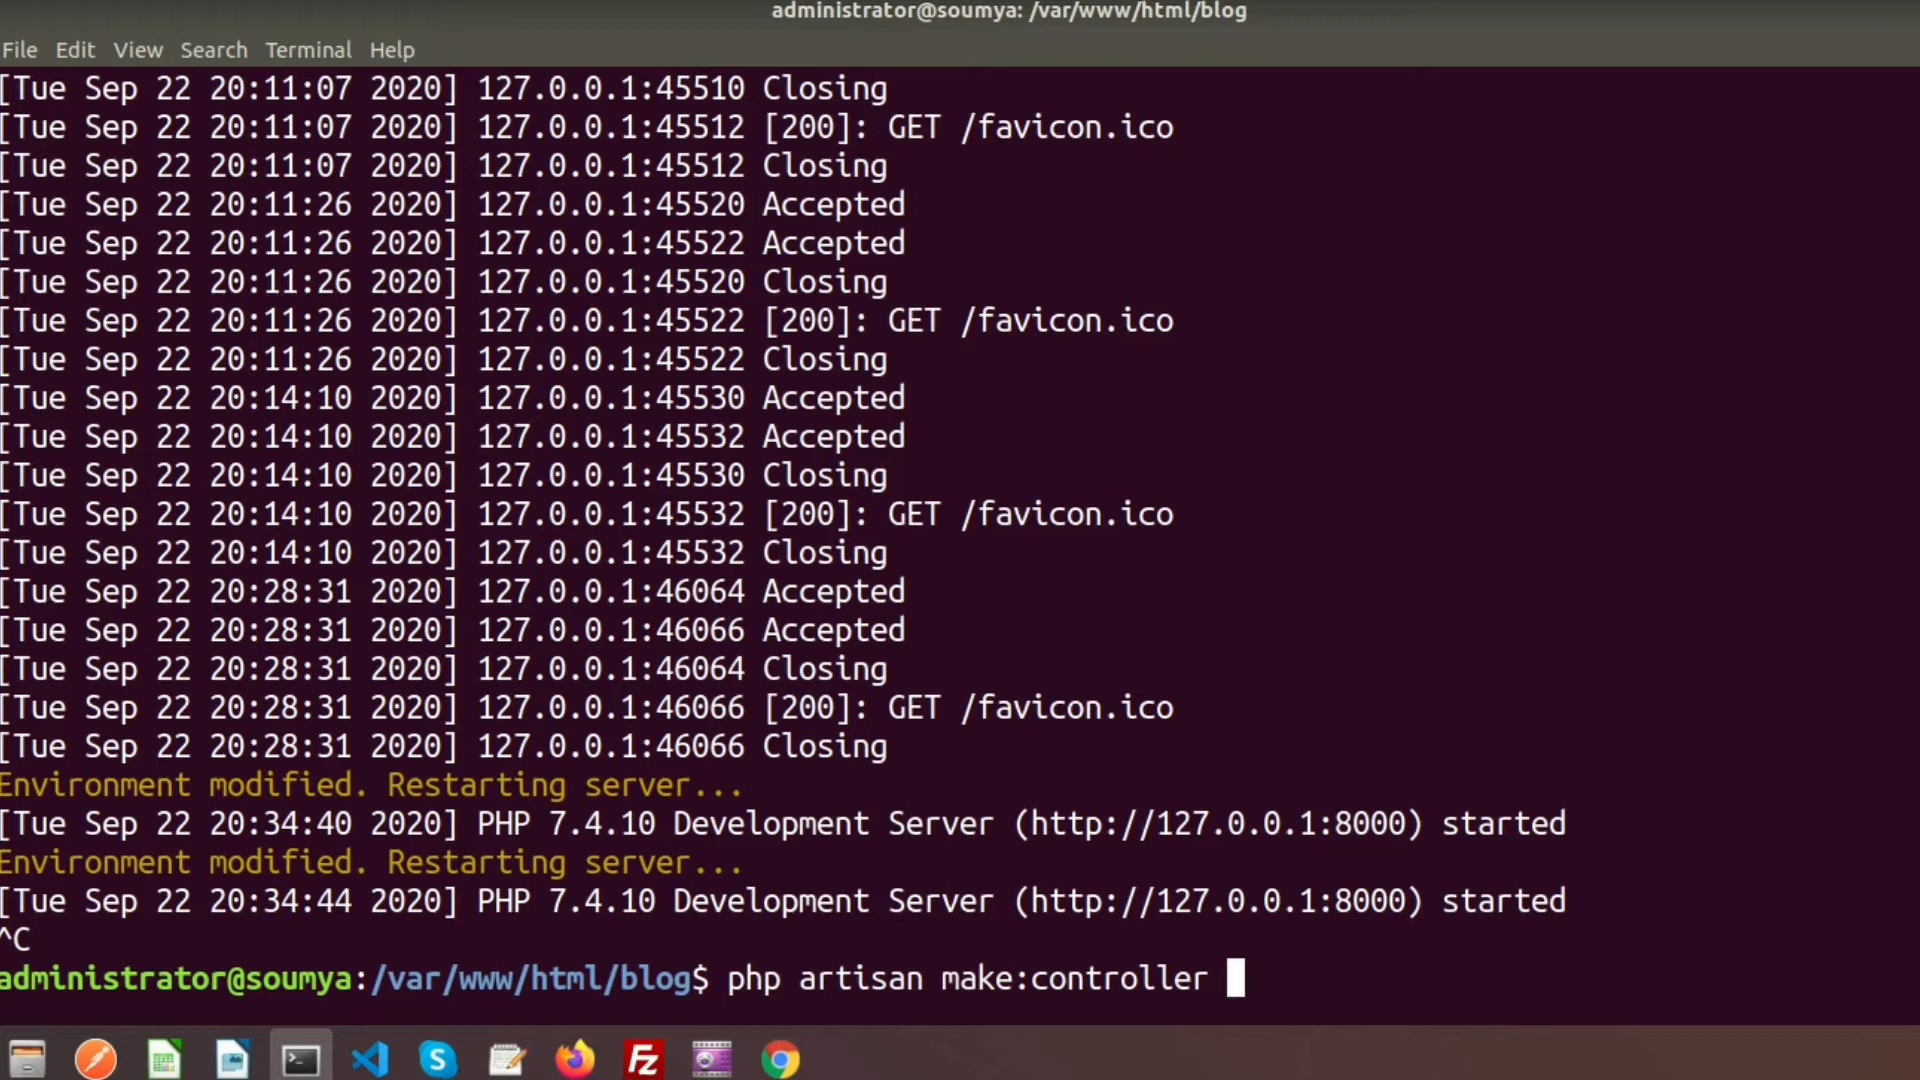 administrator@soumya: /var/www/html/blog
File Edit View Search Terminal Help
[Tue Sep 22 20:11:07 2020] 127.0.0.1:45510 Closing
[Tue Sep 22 20:11:07 2020] 127.0.0.1:45512 [200]: GET /favicon.ico
[Tue Sep 22 20:11:07 2020] 127.0.0.1:45512 Closing
[Tue Sep 22 20:11:26 2020] 127.0.0.1:45520 Accepted
[Tue Sep 22 20:11:26 2020] 127.0.0.1:45522 Accepted
[Tue Sep 22 20:11:26 2020] 127.0.0.1:45520 Closing
[Tue Sep 22 20:11:26 2020] 127.0.0.1:45522 [200]: GET /favicon.ico
[Tue Sep 22 20:11:26 2020] 127.0.0.1:45522 Closing
[Tue Sep 22 20:14:10 2020] 127.0.0.1:45530 Accepted
[Tue Sep 22 20:14:10 2020] 127.0.0.1:45532 Accepted
[Tue Sep 22 20:14:10 2020] 127.0.0.1:45530 Closing
[Tue Sep 22 20:14:10 2020] 127.0.0.1:45532 [200]: GET /favicon.ico
[Tue Sep 22 20:14:10 2020] 127.0.0.1:45532 Closing
[Tue Sep 22 20:28:31 2020] 127.0.0.1:46064 Accepted
[Tue Sep 22 20:28:31 2020] 127.0.0.1:46066 Accepted
[Tue Sep 22 20:28:31 2020] 127.0.0.1:46064 Closing
[Tue Sep 22 20:28:31 2020] 127.0.0.1:46066 [200]: GET /favicon.ico
[Tue Sep 22 20:28:31 2020] 127.0.0.1:46066 Closing
Environment modified. Restarting server...
[Tue Sep 22 20:34:40 2020] PHP 7.4.10 Development Server (http://127.0.0.1:8000) started
Environment modified. Restarting server...
[Tue Sep 22 20:34:44 2020] PHP 7.4.10 Development Server (http://127.0.0.1:8000) started
^C
administrator@soumya:/var/www/html/blog$ php artisan make:controller
S
Fz